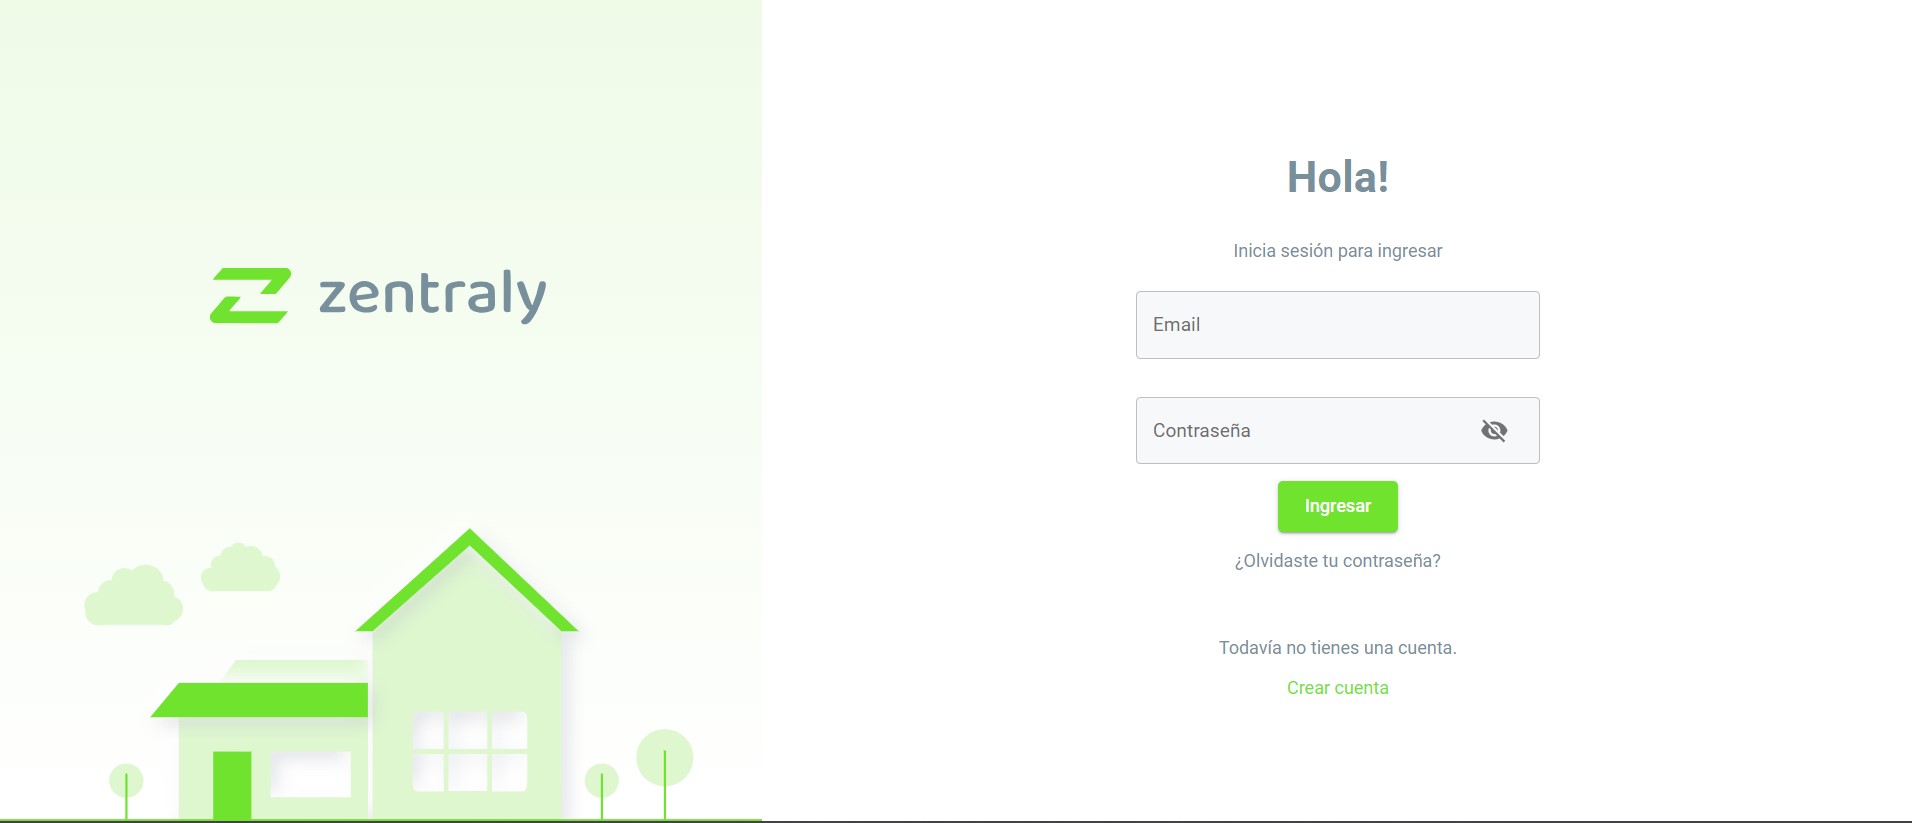 zentraly
Hola!
Inicia sesión para ingresar
Email
Contraseña
Ingresar
¿Olvidaste tu contraseña?
Todavía no tienes una cuenta.
Crear cuenta